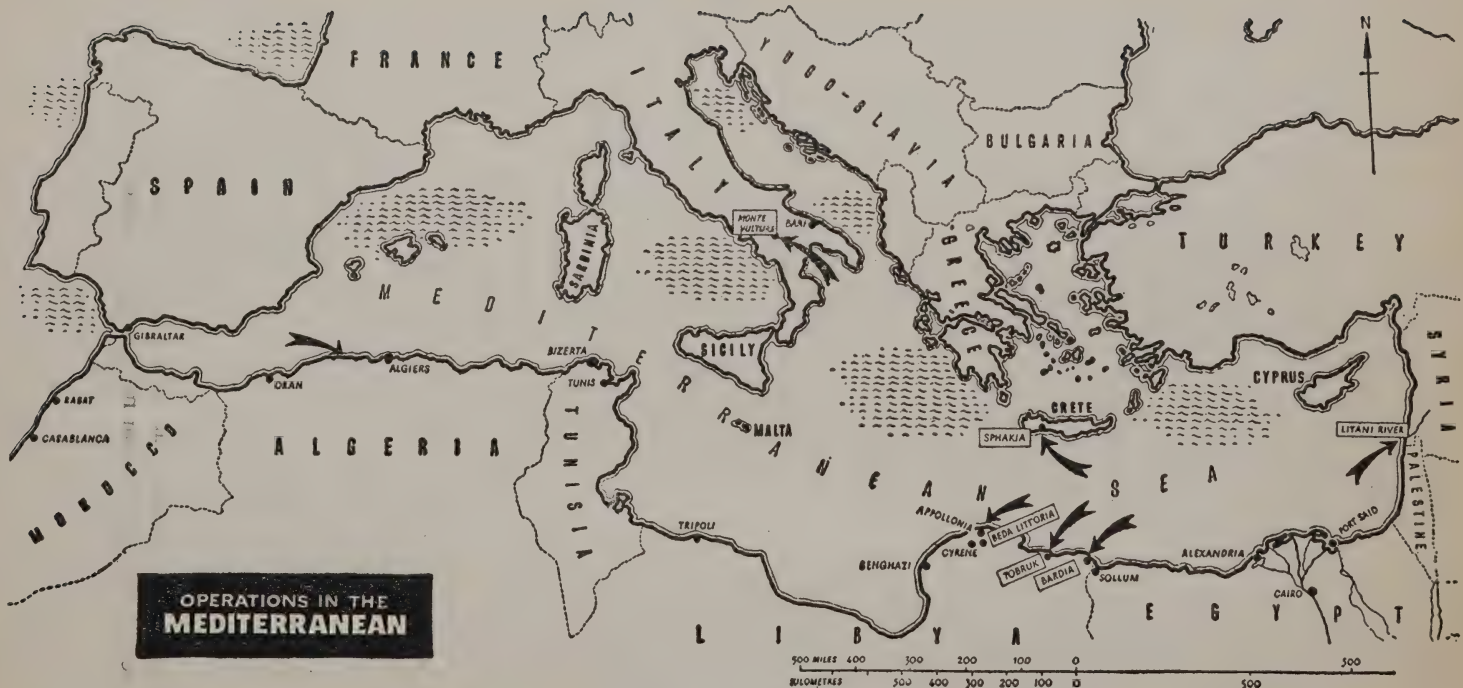 N
FRANCE
ITALY
YUGO-SLAVIA
BULGARIA
SPAIN
SARDINIA
MONTE
VULTURE
BARI
GREECE
TURKEY
MEDITERRANEAN SEA
GIBRALTAR
ORAN
ALGIERS
BIZERTA
TUNIS
SICILY
MALTA
CRETE
SPHAKIA
CYPRUS
SYRIA
LITANI RIVER
PALESTINE
RABAT
CASABLANCA
MOROCCO
ALGERIA
TUNISIA
TRIPOLI
APPOLLONIA
BEDA LITTORIA
CYRENE
BENGHAZI
TOBRUK
BARDIA
SOLLUM
ALEXANDRIA
PORT SAID
CAIRO
LIBYA
EGYPT
OPERATIONS IN THE
MEDITERRANEAN
500 MILES 400 300 200 100 0 500
KILOMETRES 500 400 300 200 100 0 500